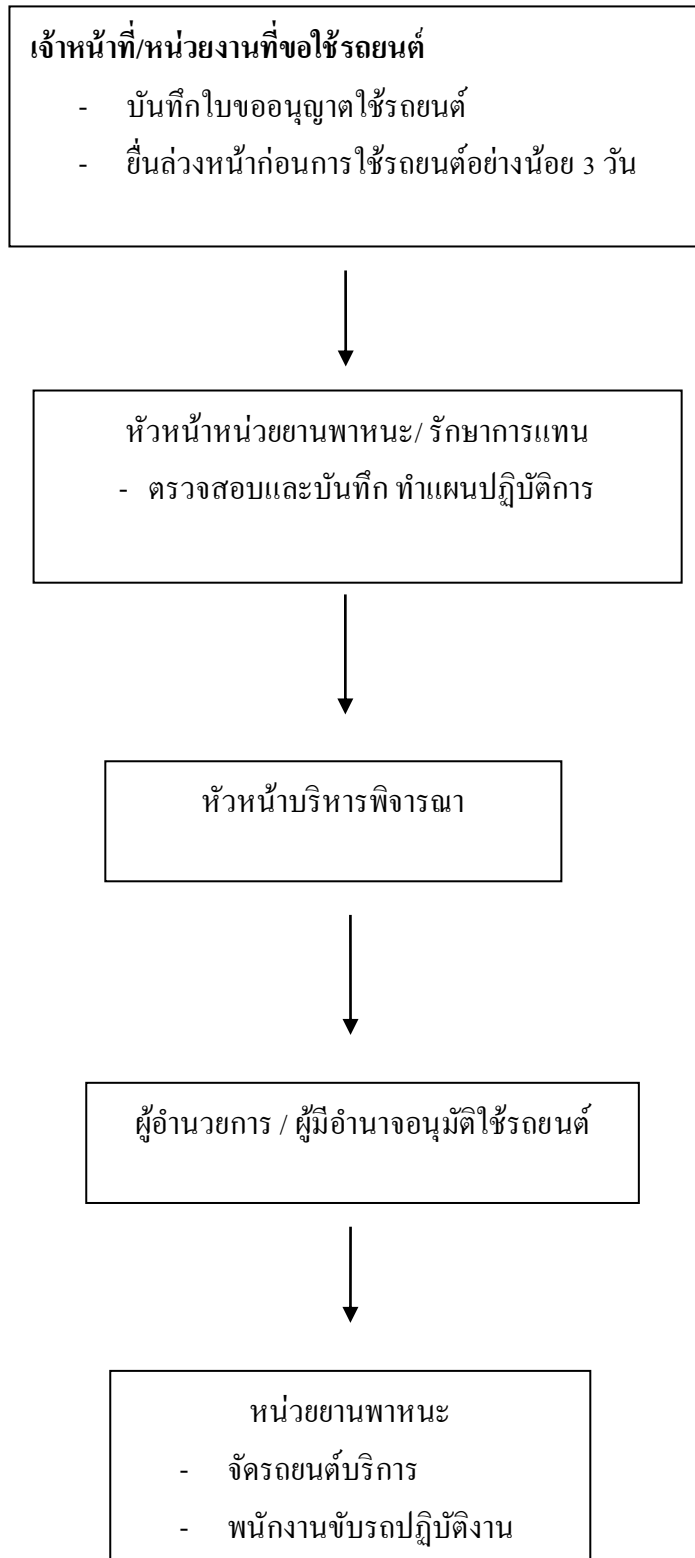 เจ้าหน้าที่/หน่วยงานที่ขอใช้รถยนต์
- บันทึกใบขออนุญาตใช้รถยนต์
- ยื่นล่วงหน้าก่อนการใช้รถยนต์อย่างน้อย 3 วัน
หัวหน้าหน่วยยานพาหนะ/ รักษาการแทน
- ตรวจสอบและบันทึก ทำแผนปฏิบัติการ
หัวหน้าบริหารพิจารณา
ผู้อำนวยการ / ผู้มีอำนาจอนุมัติใช้รถยนต์
หน่วยยานพาหนะ
- จัดรถยนต์บริการ
- พนักงานขับรถปฏิบัติงาน